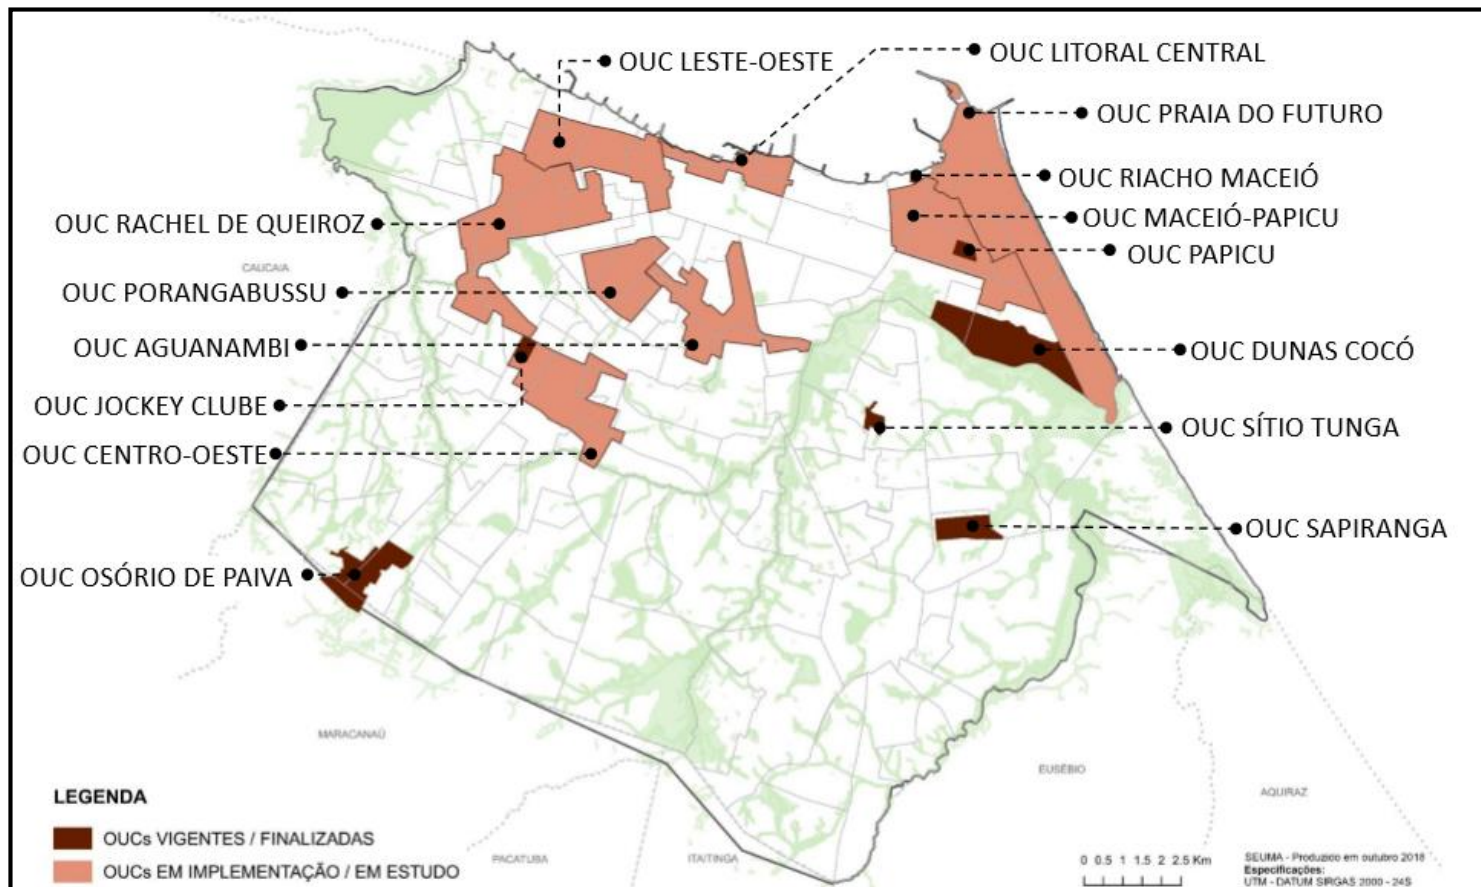 OUC LESTE-OESTE
OUC LITORAL CENTRAL
OUC PRAIA DO FUTURO
OUC RIACHO MACEIÓ
OUC RACHEL DE QUEIROZ
OUC MACEIÓ-PAPICU
OUC PAPICU
CAUCAIA
OUC PORANGABUSSU
OUC AGUANAMBI
OUC DUNAS COCÓ
OUC JOCKEY CLUBE
OUC SÍTIO TUNGA
OUC CENTRO-OESTE
OUC SAPIRANGA
OUC OSÓRIO DE PAIVA
MARACANAÚ
EUSÉBIO
AQUIRAZ
LEGENDA
OUCs VIGENTES / FINALIZADAS
OUCs EM IMPLEMENTAÇÃO / EM ESTUDO
PACATUBA
ITAITINGA
0 0.5 1 1.5 2 2.5 Km
SEUMA - Produzido em outubro 2018
Especificações:
UTM - DATUM SIRGAS 2000 - 24S